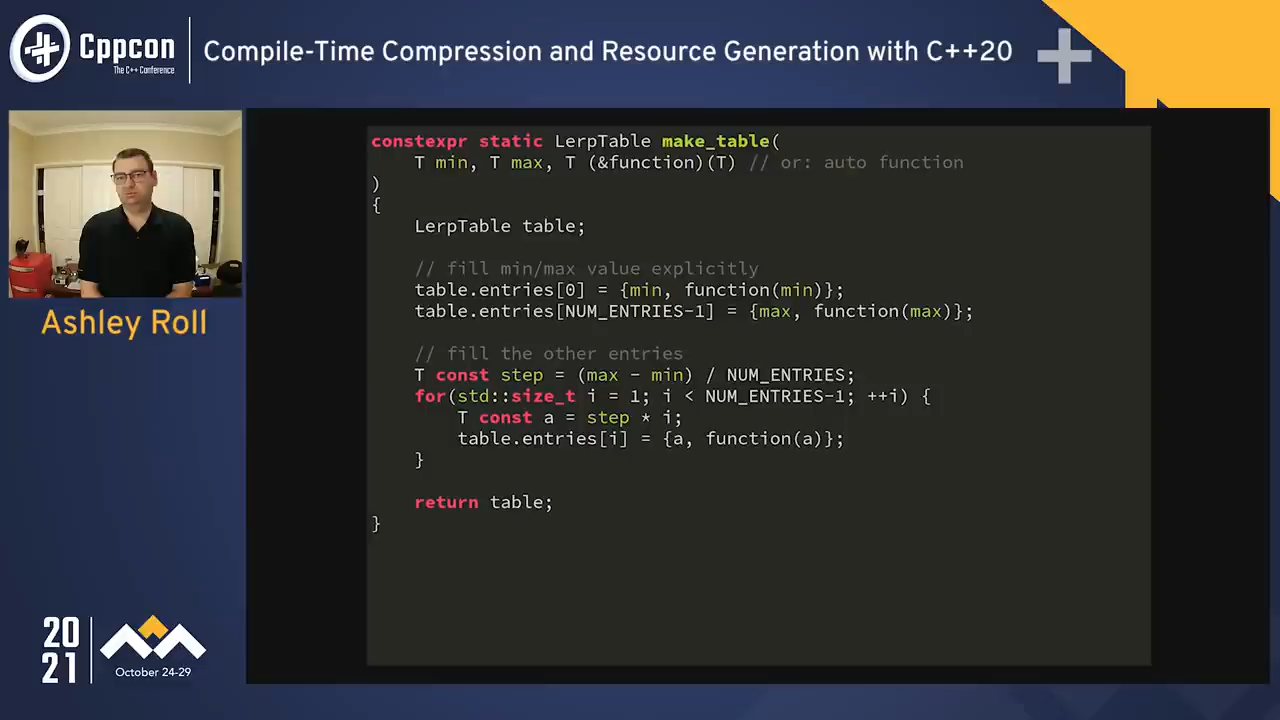 Cppcon
The C++ Conference
Compile-Time Compression and Resource Generation with C++20
Ashley Roll
constexpr static LerpTable make_table(
    T min, T max, T (&function)(T) // or: auto function
)
{
    LerpTable table;

    // fill min/max value explicitly
    table.entries[0] = {min, function(min)};
    table.entries[NUM_ENTRIES-1] = {max, function(max)};

    // fill the other entries
    T const step = (max - min) / NUM_ENTRIES;
    for(std::size_t i = 1; i < NUM_ENTRIES-1; ++i) {
        T const a = step * i;
        table.entries[i] = {a, function(a)};
    }

    return table;
}
20
21
October 24-29